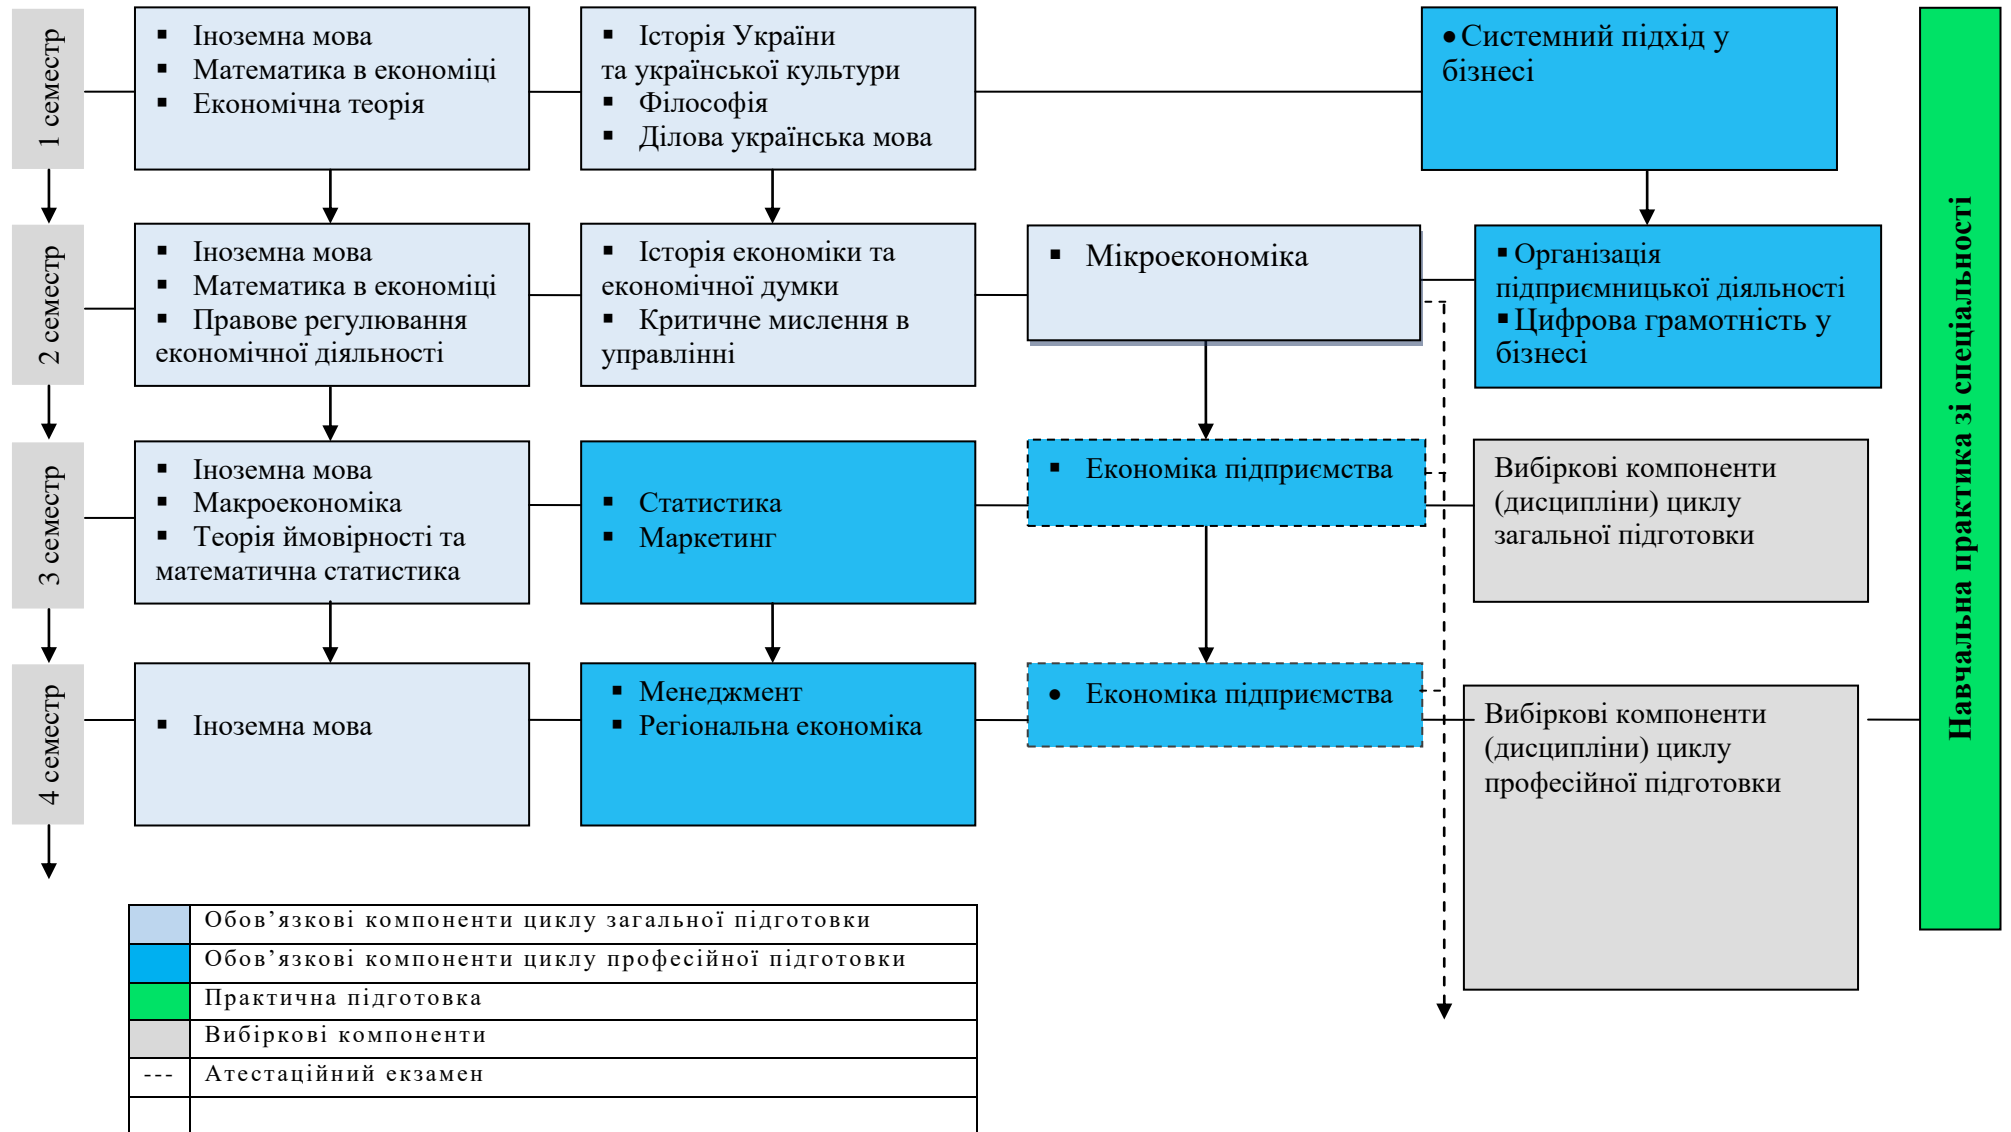 1 семестр
Іноземна мова
Математика в економіці
Економічна теорія
Історія України
та української культури
Філософія
Ділова українська мова
Системний підхід у
бізнесі
2 семестр
Іноземна мова
Математика в економіці
Правове регулювання
економічної діяльності
Історія економіки та
економічної думки
Критичне мислення в
управлінні
Мікроекономіка
Організація
підприємницької діяльності
Цифрова грамотність у
бізнесі
3 семестр
Іноземна мова
Макроекономіка
Теорія ймовірності та
математична статистика
Статистика
Маркетинг
Економіка підприємства
Вибіркові компоненти
(дисципліни) циклу
загальної підготовки
4 семестр
Іноземна мова
Менеджмент
Регіональна економіка
Економіка підприємства
Вибіркові компоненти
(дисципліни) циклу
професійної підготовки
Навчальна практика зі спеціальності
Обов’язкові компоненти циклу загальної підготовки
Обов’язкові компоненти циклу професійної підготовки
Практична підготовка
Вибіркові компоненти
--- Атестаційний екзамен